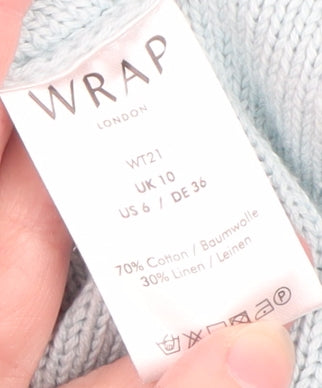 WRAP
LONDON
WT21
UK 10
US 6 / DE 36
70% Cotton / Baumwolle
30% Linen / Leinen